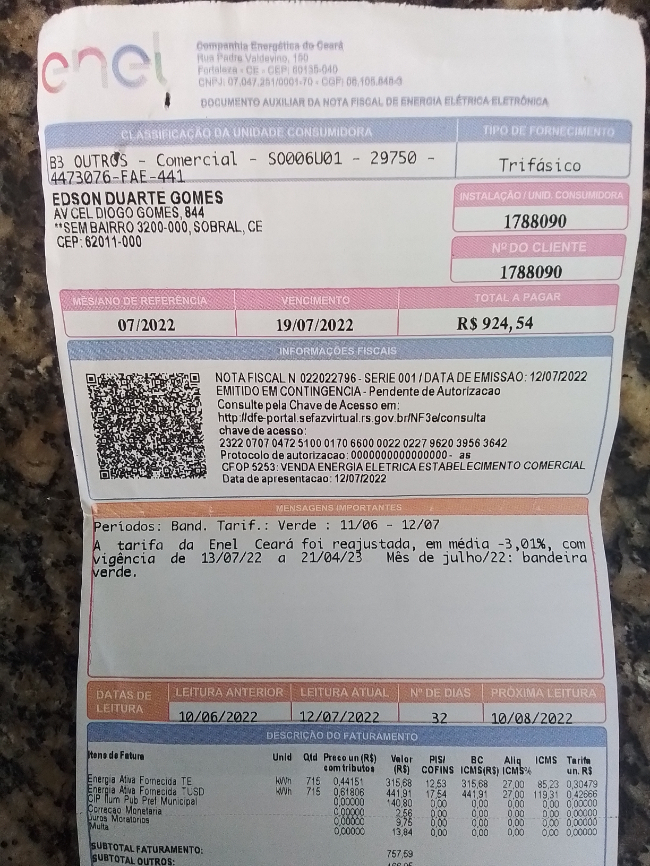 enel
Companhia Energética do Ceará
Rua Padre Valdevino, 150
Fortaleza - CE - CEP: 60135-040
CNPJ: 07.047.251/0001-70 - CGF: 06.105.848-3
DOCUMENTO AUXILIAR DA NOTA FISCAL DE ENERGIA ELÉTRICA ELETRÔNICA
CLASSIFICAÇÃO DA UNIDADE CONSUMIDORA
TIPO DE FORNECIMENTO
B3 OUTROS - Comercial - S0006U01 - 29750 -
4473076-FAE-441
Trifásico
EDSON DUARTE GOMES
AV CEL DIOGO GOMES, 844
**SEM BAIRRO 3200-000, SOBRAL, CE
CEP: 62011-000
INSTALAÇÃO / UNID. CONSUMIDORA
1788090
Nº DO CLIENTE
1788090
MÊS/ANO DE REFERÊNCIA VENCIMENTO TOTAL A PAGAR
07/2022 19/07/2022 R$ 924,54
INFORMAÇÕES FISCAIS
NOTA FISCAL N 022022796 - SERIE 001 / DATA DE EMISSÃO: 12/07/2022
EMITIDO EM CONTINGENCIA - Pendente de Autorizacao
Consulte pela Chave de Acesso em:
http://dfe-portal.sefazvirtual.rs.gov.br/NF3e/consulta
chave de acesso:
2322 0707 0472 5100 0170 6600 0022 0227 9620 3956 3642
Protocolo de autorizacao: 0000000000000000 - as
CFOP 5253: VENDA ENERGIA ELETRICA ESTABELECIMENTO COMERCIAL
Data de apresentacao: 12/07/2022
MENSAGENS IMPORTANTES
Períodos: Band. Tarif.: Verde : 11/06 - 12/07
A tarifa da Enel Ceará foi reajustada, em média -3,01%, com
vigência de 13/07/22 a 21/04/23 Mês de julho/22: bandeira
verde.
DATAS DE LEITURA
LEITURA ANTERIOR LEITURA ATUAL Nº DE DIAS PRÓXIMA LEITURA
10/06/2022 12/07/2022 32 10/08/2022
DESCRIÇÃO DO FATURAMENTO
Itens de Fatura Unid Qtd Preco un (R$) com tributos Valor (R$) PIS/ COFINS BC ICMS(R$) Aliq ICMS% ICMS Tarifa un. R$
Energia Ativa Fornecida TE kWh 715 0,44151 315,68 12,53 315,68 27,00 85,23 0,30479
Energia Ativa Fornecida TUSD kWh 715 0,61806 441,91 17,54 441,91 27,00 119,31 0,42666
CIP Ilum Pub Pref Municipal 0,00000 140,80 0,00 0,00 0,00 0,00 0,00000
Correcao Monetaria 0,00000 2,56 0,00 0,00 0,00 0,00 0,00000
Juros Moratorios 0,00000 9,75 0,00 0,00 0,00 0,00 0,00000
Multa 0,00000 13,84 0,00 0,00 0,00 0,00 0,00000
SUBTOTAL FATURAMENTO: 757,59
SUBTOTAL OUTROS: 166,95